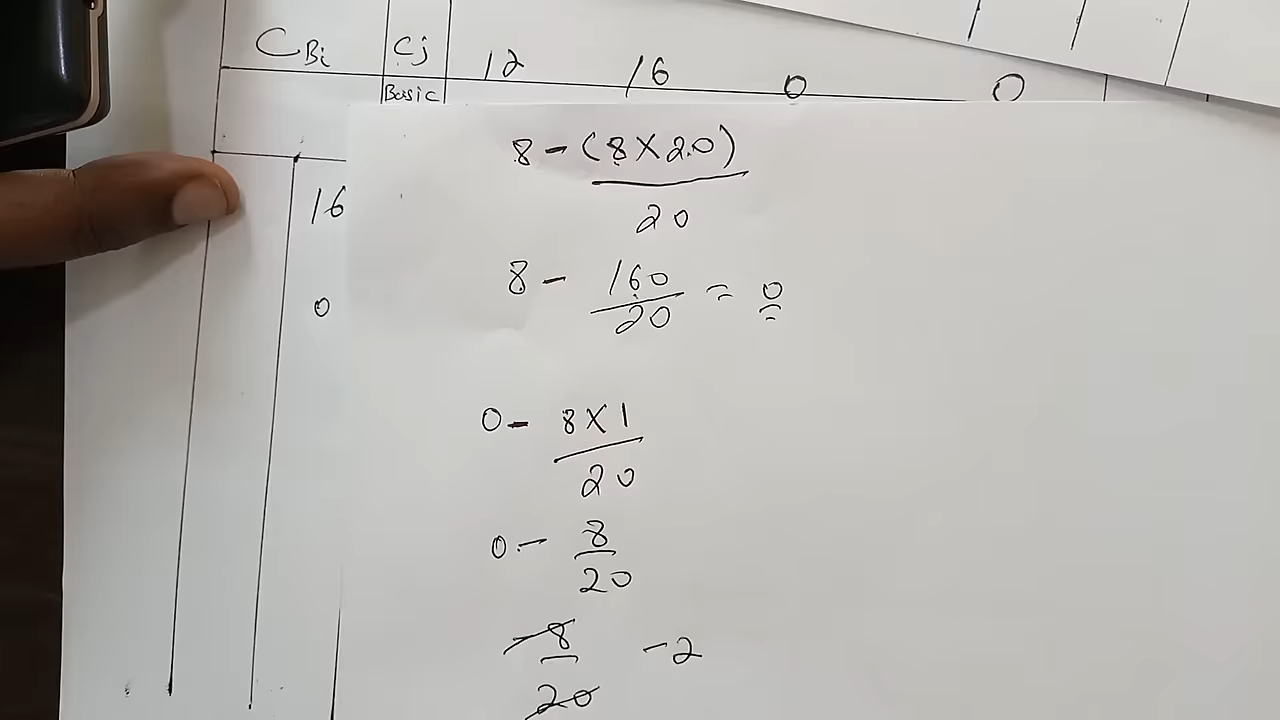 CBi Cj 12 16 0 0
Basic
8 - (8 X 20)
20
16
8 - 160 = 0
20
0
0 - 8 X 1
20
0 - 8
20
-8 -2
20